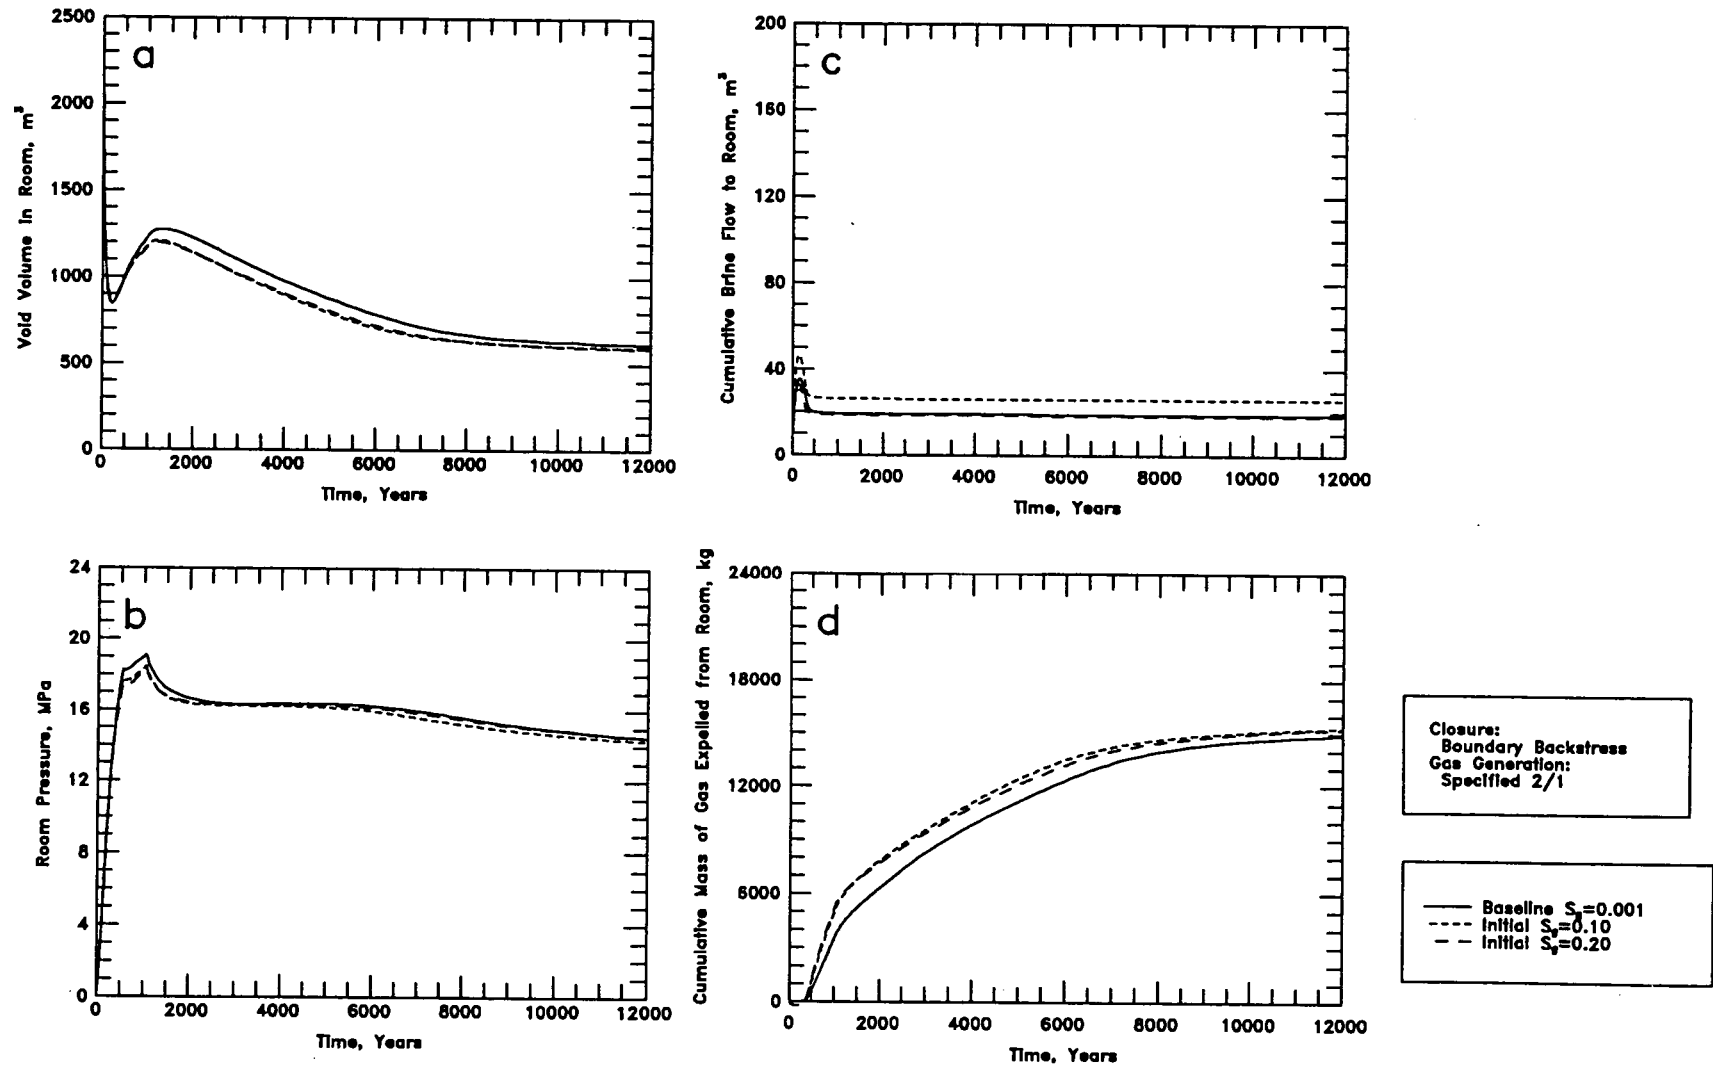 a
Void Volume in Room, m³
2500
2000
1500
1000
500
0
0 2000 4000 6000 8000 10000 12000
Time, Years
c
Cumulative Brine Flow to Room, m³
200
160
120
80
40
0
0 2000 4000 6000 8000 10000 12000
Time, Years
b
Room Pressure, MPa
24
20
16
12
8
4
0
0 2000 4000 6000 8000 10000 12000
Time, Years
d
Cumulative Mass of Gas Expelled from Room, kg
24000
18000
12000
6000
0
0 2000 4000 6000 8000 10000 12000
Time, Years
Closure:
Boundary Backstress
Gas Generation:
Specified 2/1
Baseline Sg=0.001
Initial Sg=0.10
Initial Sg=0.20